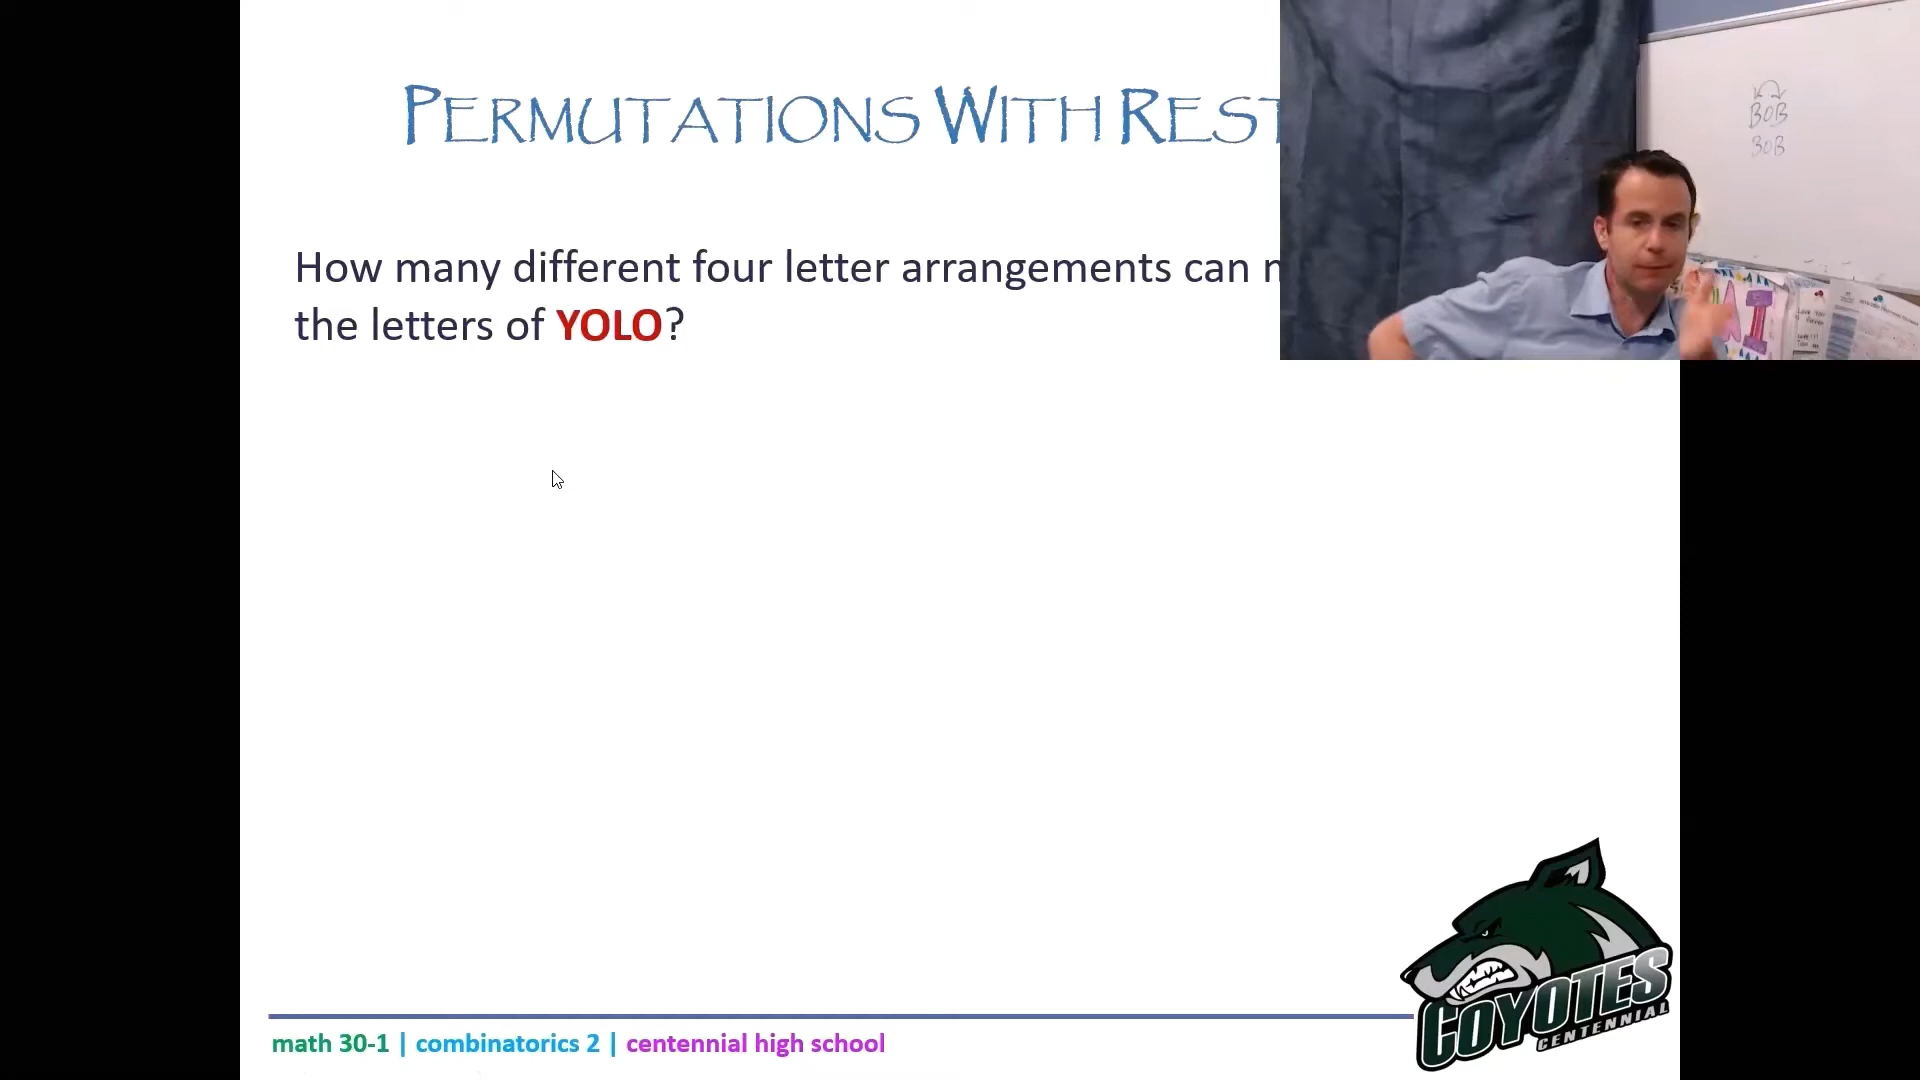 PERMUTATIONS WITH REST
How many different four letter arrangements can
the letters of YOLO?
BOB
BOB
AI
COYOTES
CENTENNIAL
math 30-1 | combinatorics 2 | centennial high school